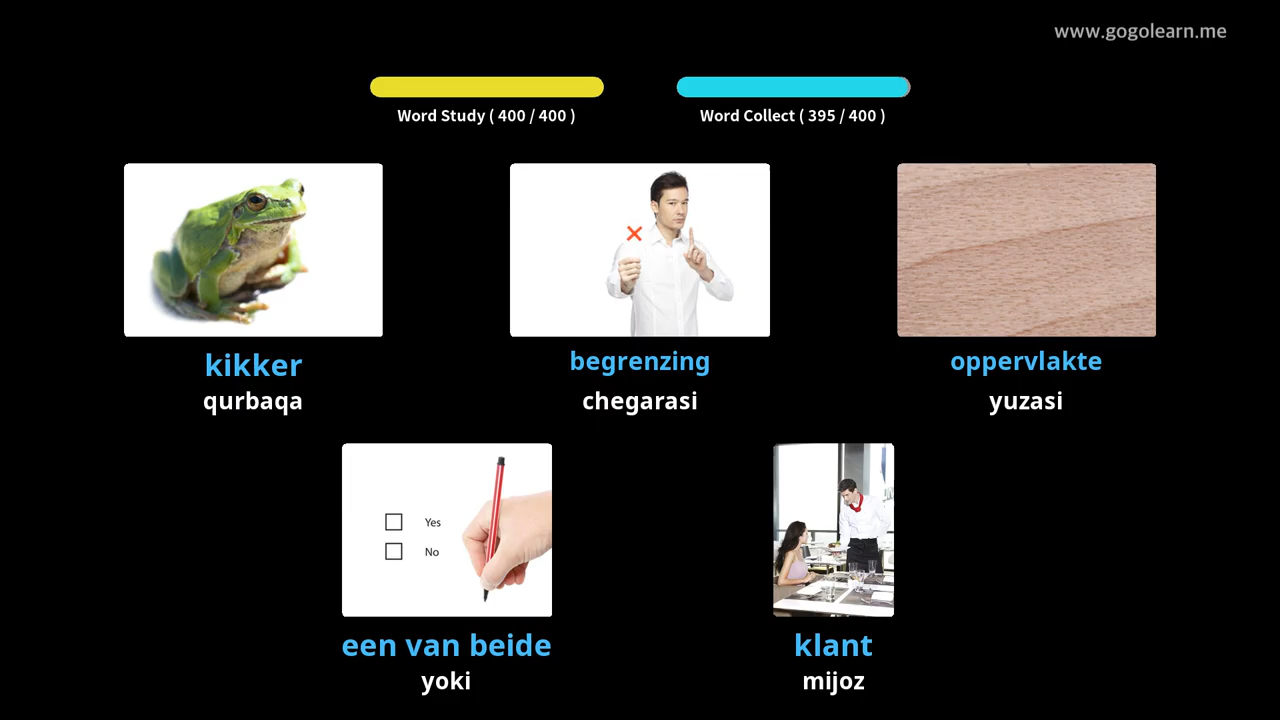 www.gogolearn.me
Word Study ( 400 / 400 )
Word Collect ( 395 / 400 )
kikker
qurbaqa
begrenzing
chegarasi
oppervlakte
yuzasi
Yes
No
een van beide
yoki
klant
mijoz